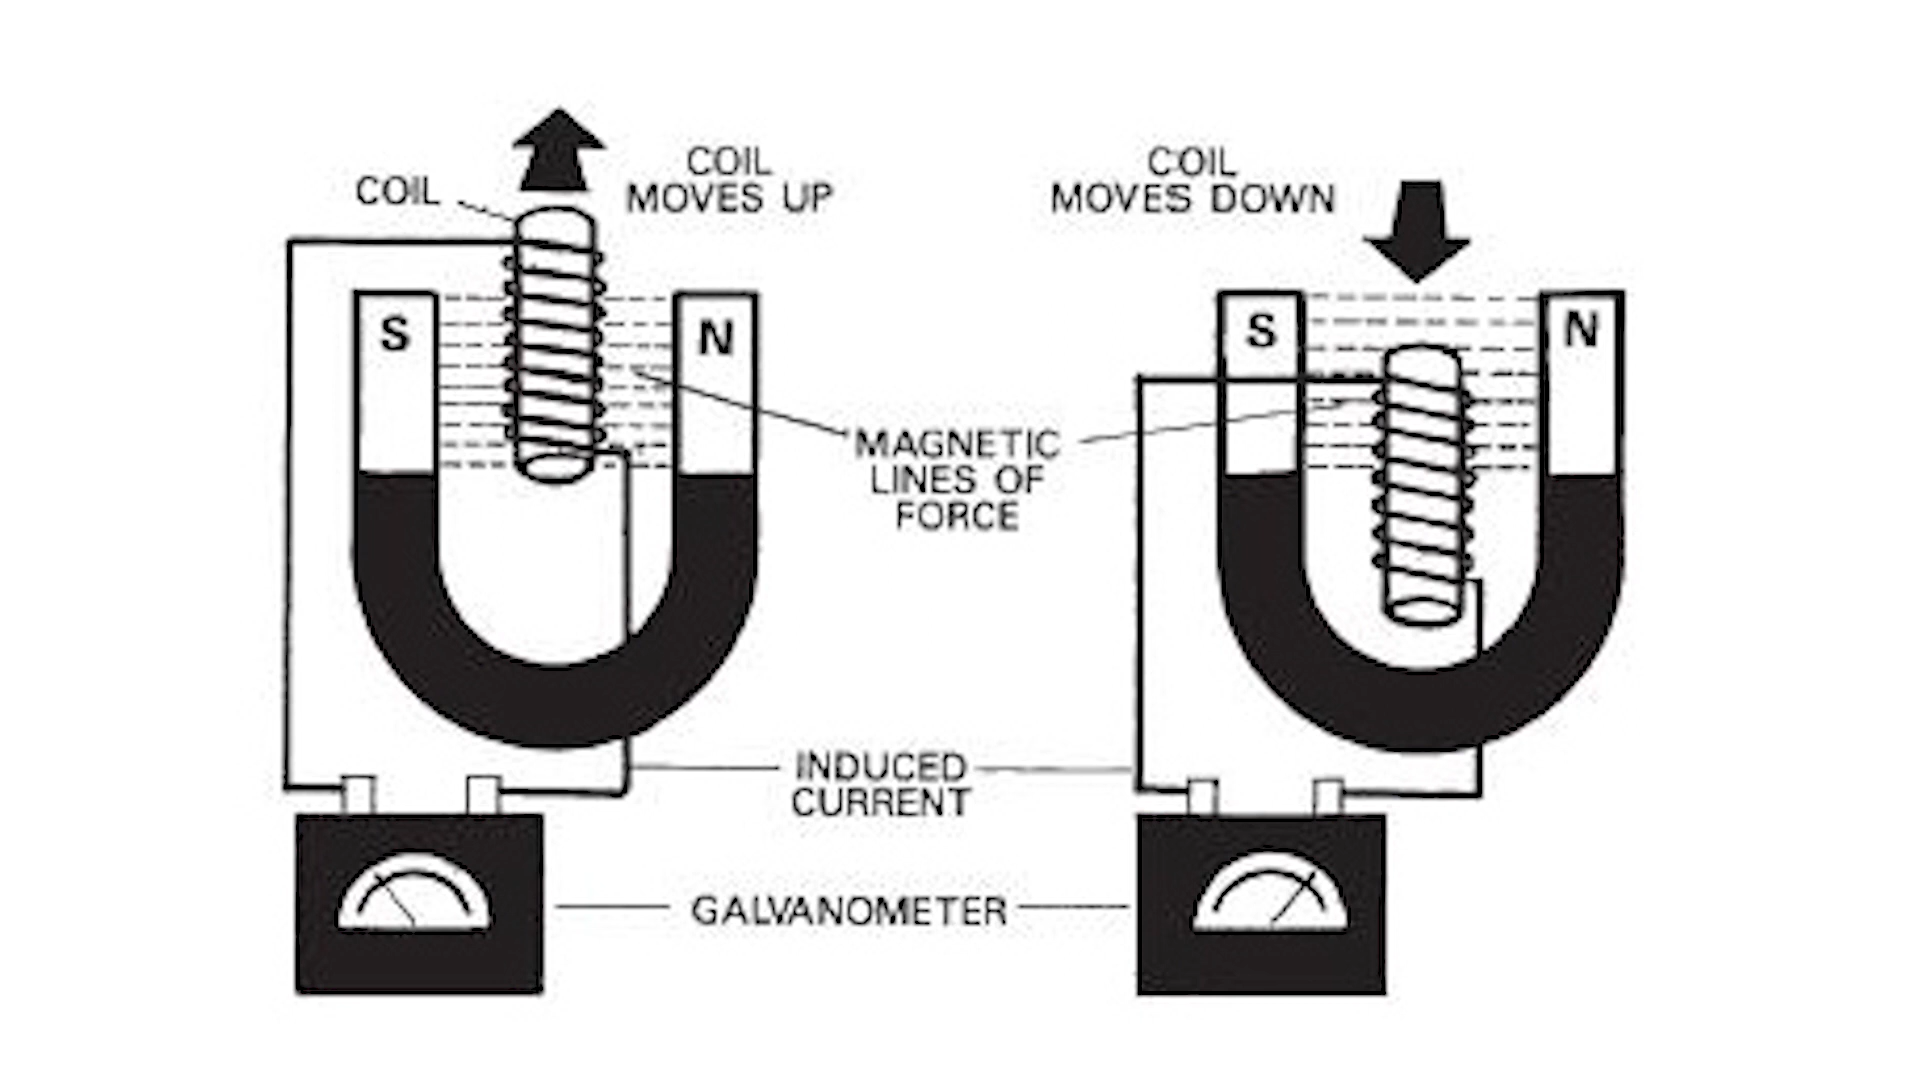 COIL
COIL
MOVES UP
COIL
MOVES DOWN
S
N
S
N
MAGNETIC
LINES OF
FORCE
INDUCED
CURRENT
GALVANOMETER